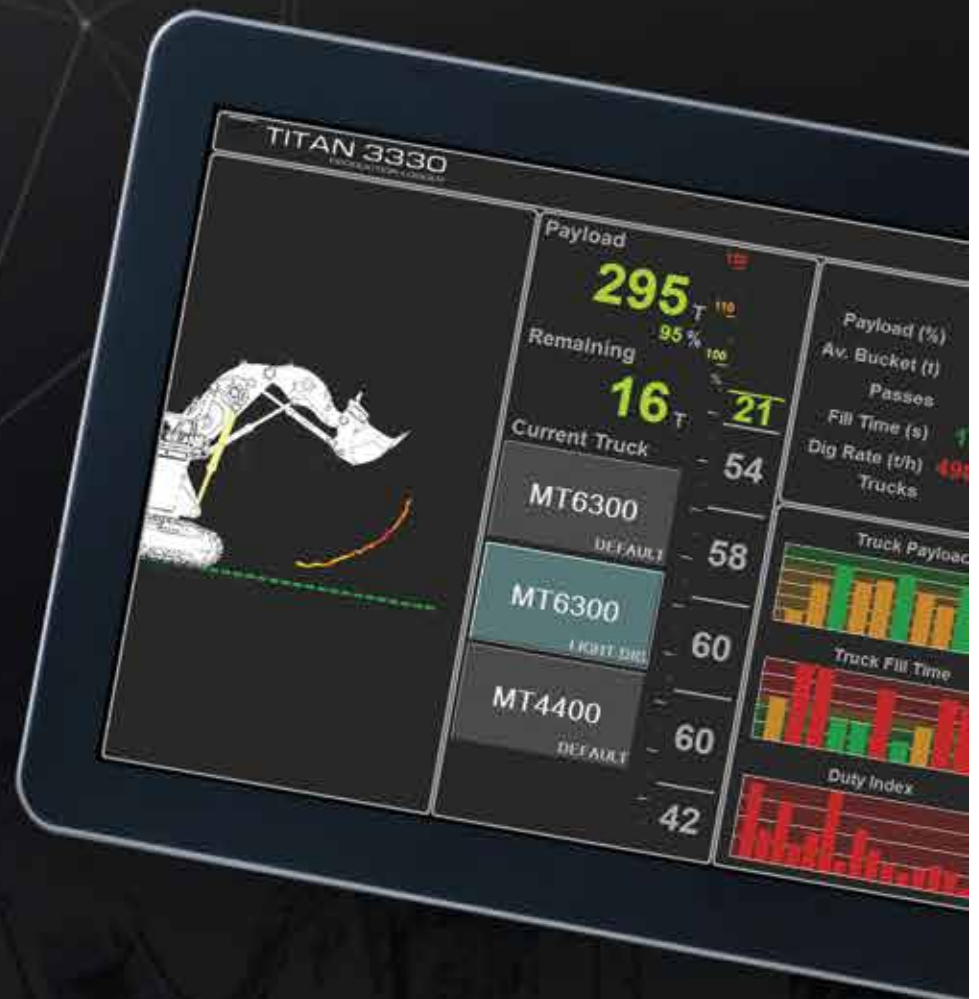 TITAN 3330
PRODUCTION LOGGER
Payload
295 T
95 %
Remaining
16 T
Current Truck
MT6300
DEFAULT
MT6300
LIGHT DIG
MT4400
DEFAULT
110
100
%
21
54
58
60
60
42
Payload (%)
Av. Bucket (t)
Passes
Fill Time (s)
Dig Rate (t/h)
Trucks
Truck Payload
Truck Fill Time
Duty Index